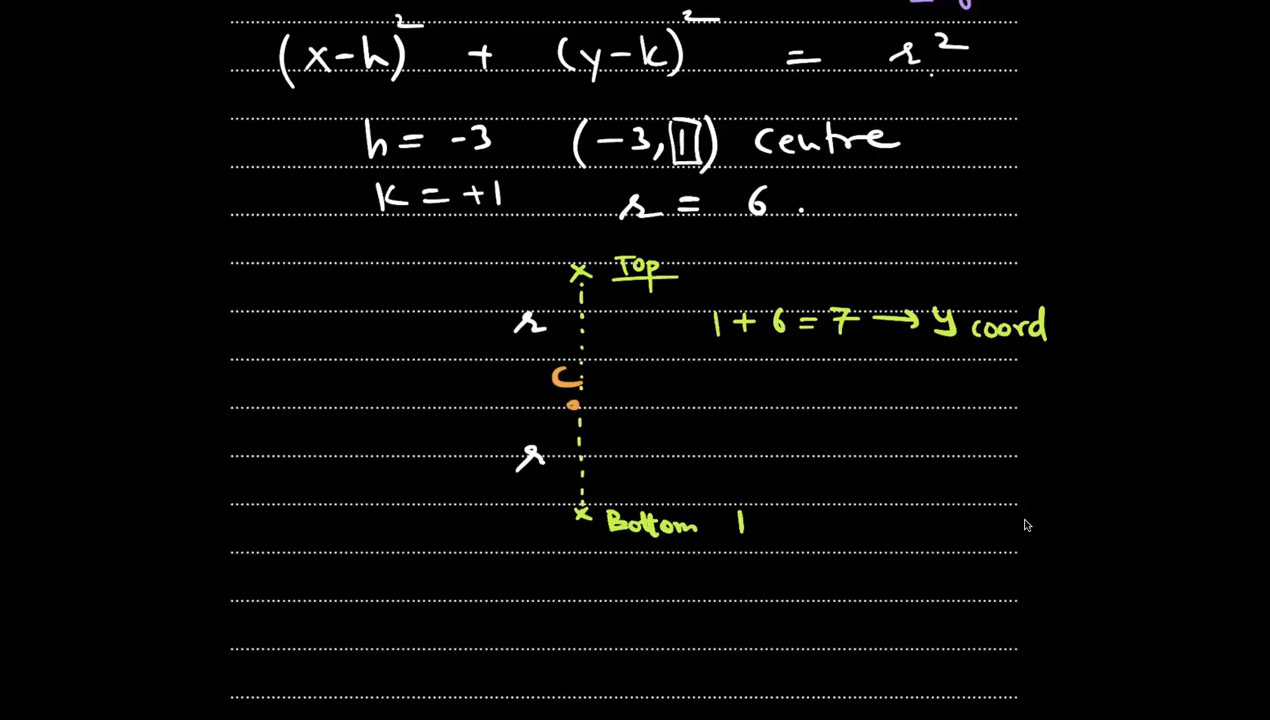 (x-h)² + (y-k)² = r²
h = -3 (-3, 1) centre
k = +1 r = 6 .
Top
r 1 + 6 = 7 → y coord
C
r
Bottom 1